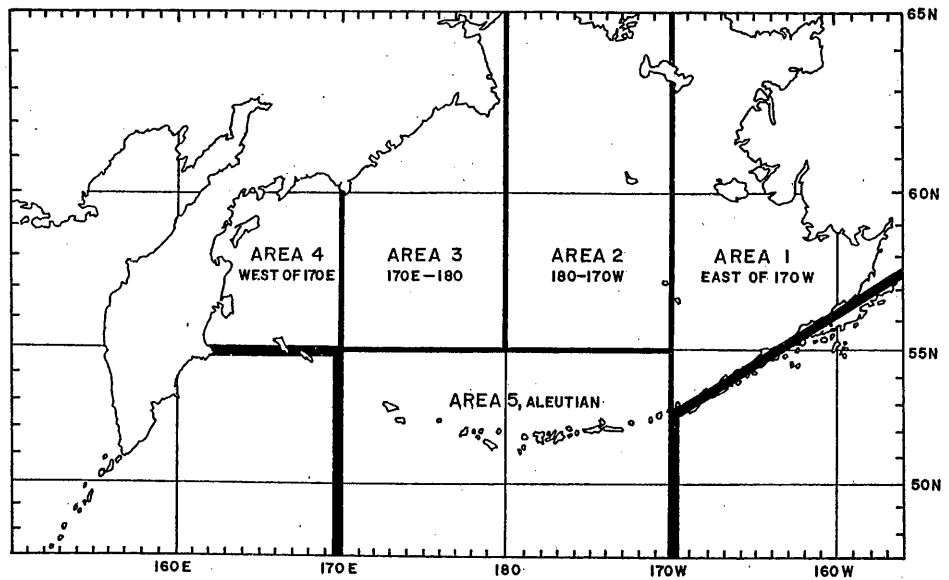 65N
60N
AREA 4
WEST OF 170E
AREA 3
170E–180
AREA 2
180–170W
AREA 1
EAST OF 170W
55N
AREA 5, ALEUTIAN
50N
160E
170E
180
170W
160W